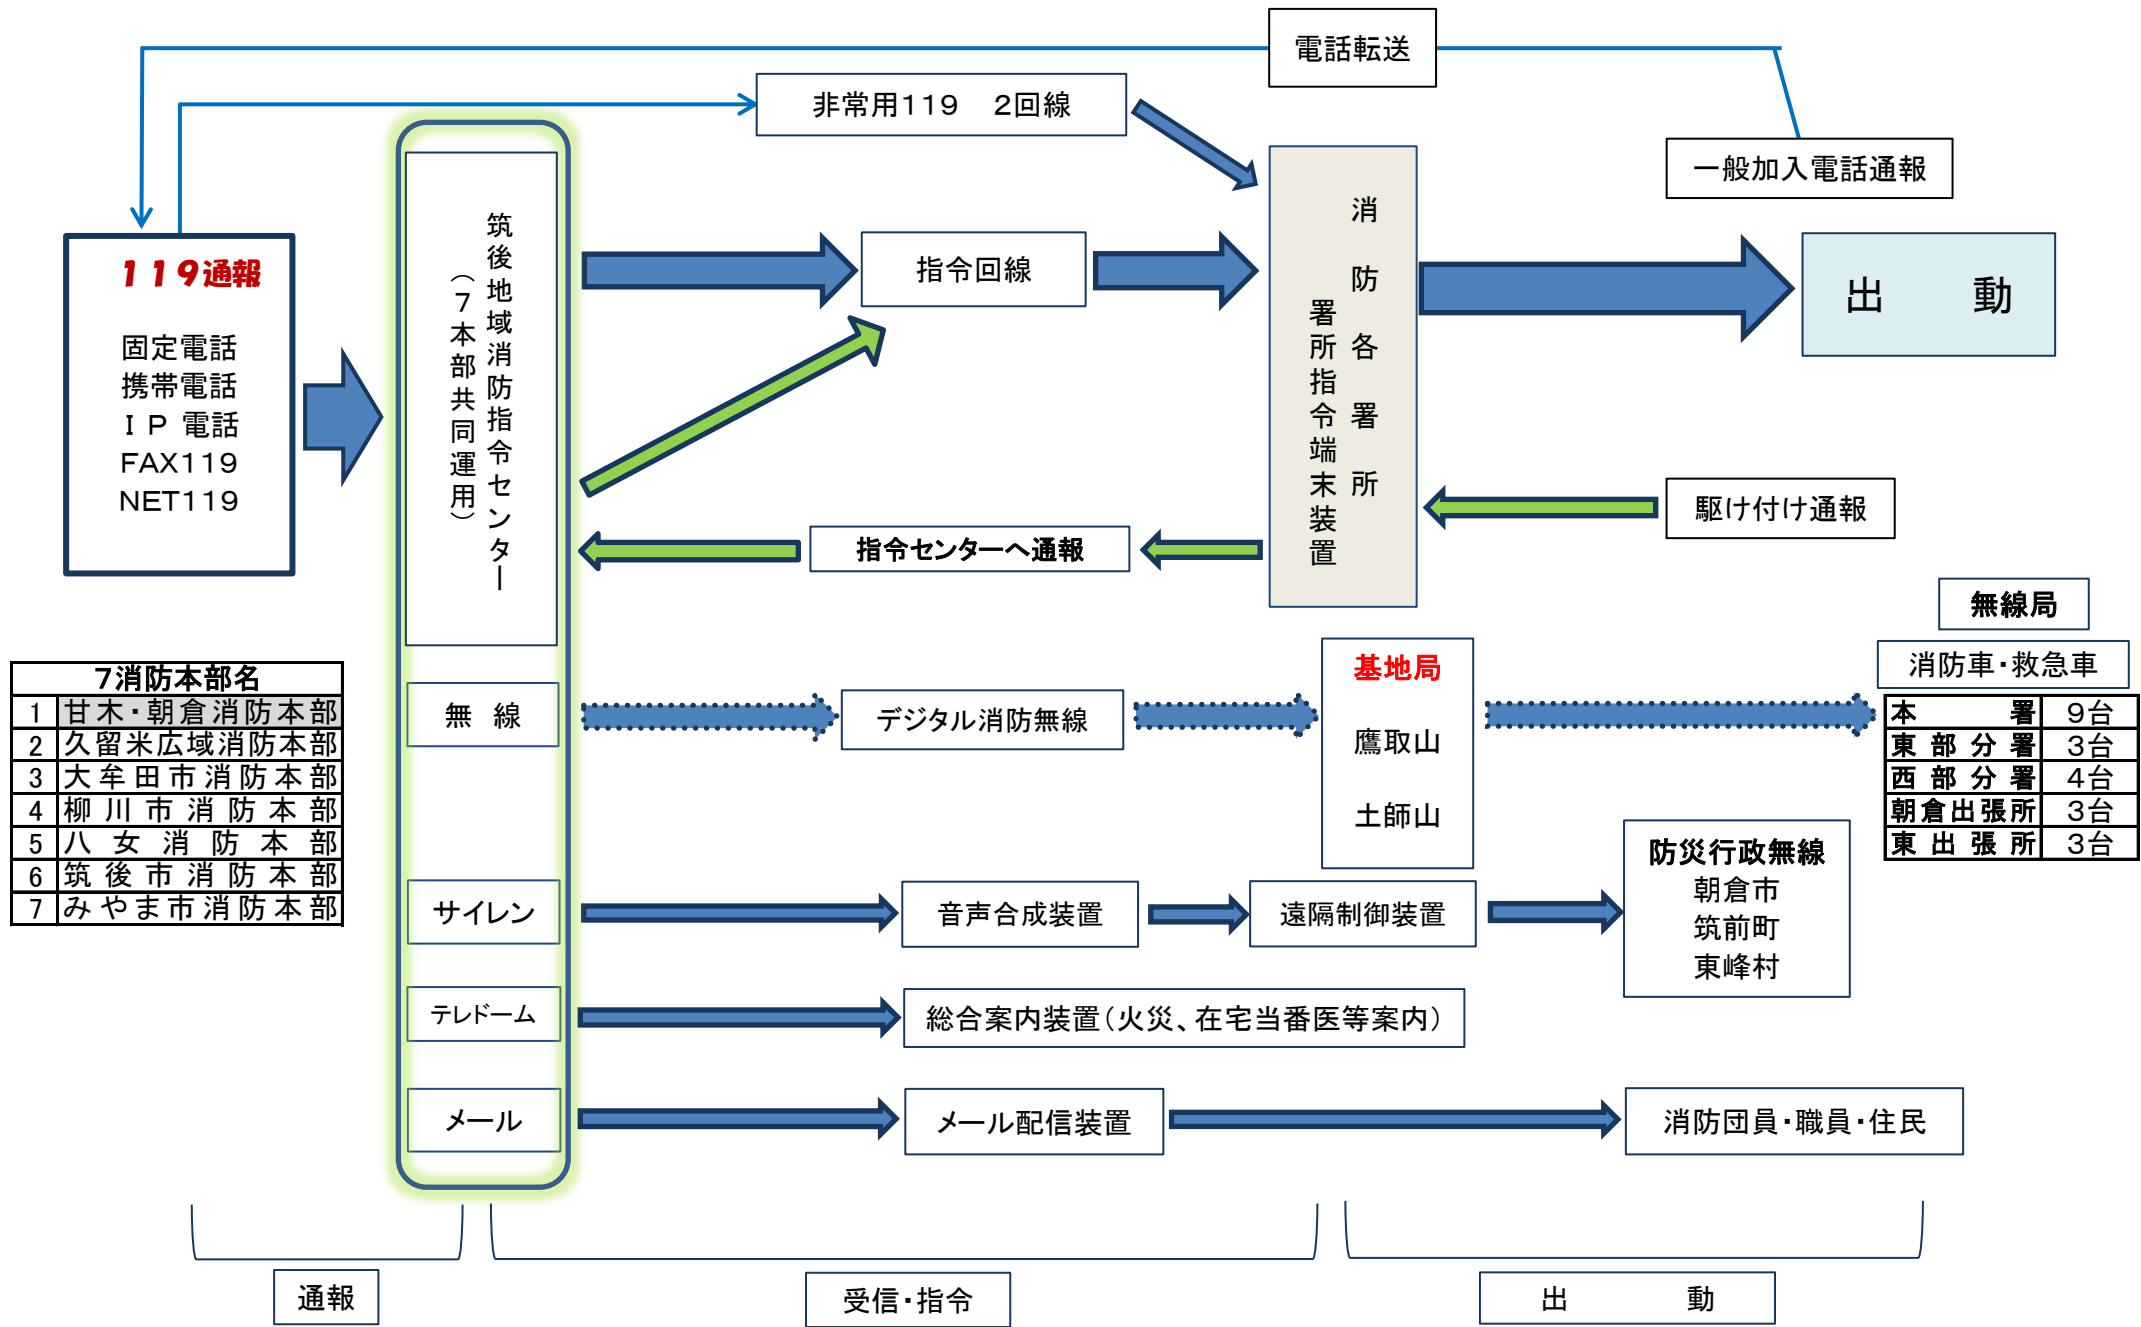 電話転送
非常用119　2回線
一般加入電話通報
119通報
固定電話
携帯電話
ＩＰ電話
FAX119
NET119
筑後地域消防指令センター
（７本部共同運用）
指令回線
消防各署所
署所指令端末装置
出　動
指令センターへ通報
駆け付け通報
無線局
消防車・救急車
本署 9台
東部分署 3台
西部分署 4台
朝倉出張所 3台
東出張所 3台
7消防本部名
1 甘木・朝倉消防本部
2 久留米広域消防本部
3 大牟田市消防本部
4 柳川市消防本部
5 八女消防本部
6 筑後市消防本部
7 みやま市消防本部
無線
デジタル消防無線
基地局
鷹取山
土師山
サイレン
音声合成装置
遠隔制御装置
防災行政無線
朝倉市
筑前町
東峰村
テレドーム
総合案内装置（火災、在宅当番医等案内）
メール
メール配信装置
消防団員・職員・住民
通報
受信・指令
出　動